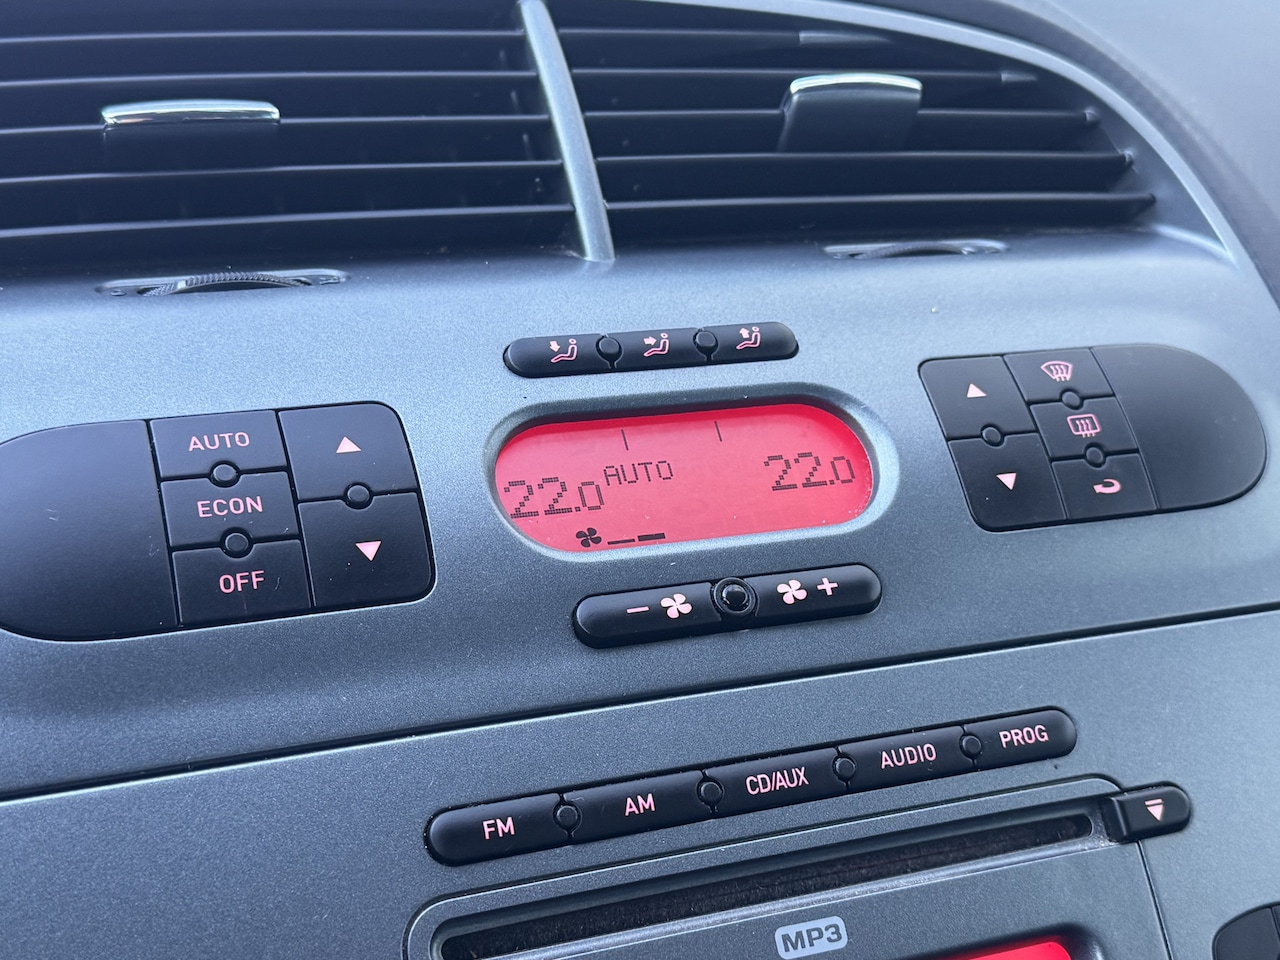 AUTO
ECON
OFF
22.0 AUTO 22.0
−
+
FM AM CD/AUX AUDIO PROG
MP3